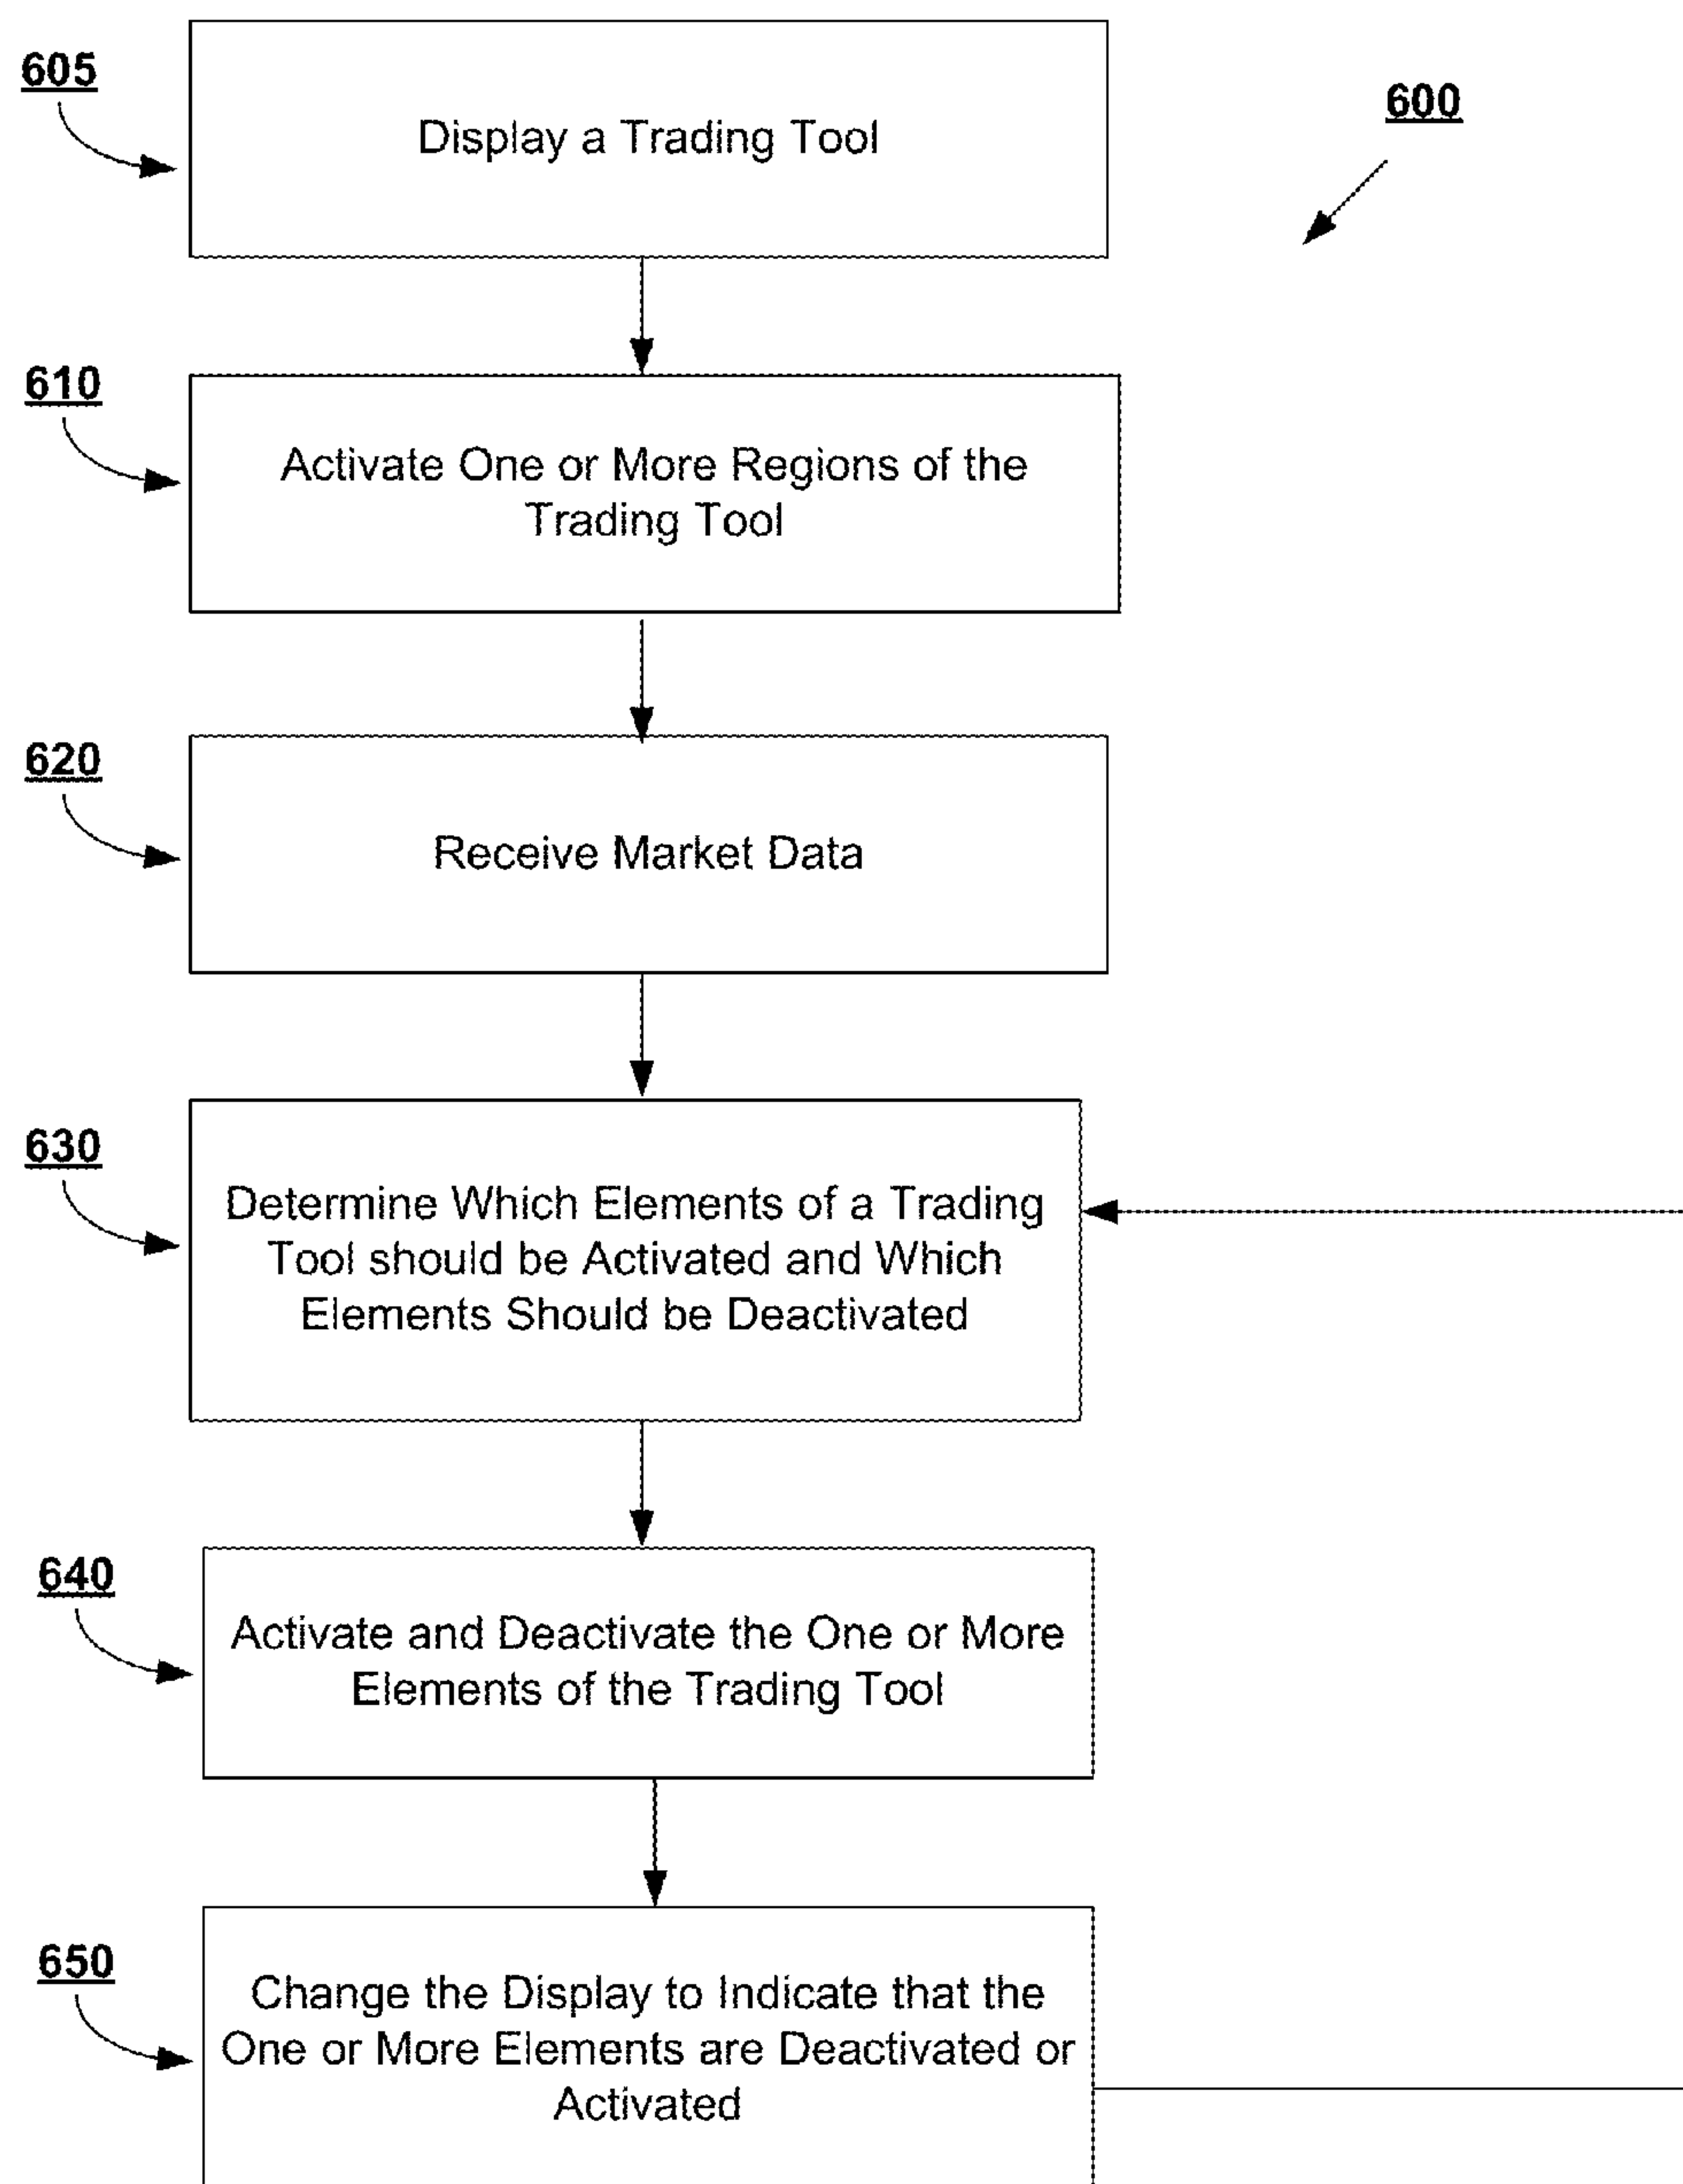 605
600
Display a Trading Tool
610
Activate One or More Regions of the
Trading Tool
620
Receive Market Data
630
Determine Which Elements of a Trading
Tool should be Activated and Which
Elements Should be Deactivated
640
Activate and Deactivate the One or More
Elements of the Trading Tool
650
Change the Display to Indicate that the
One or More Elements are Deactivated or
Activated